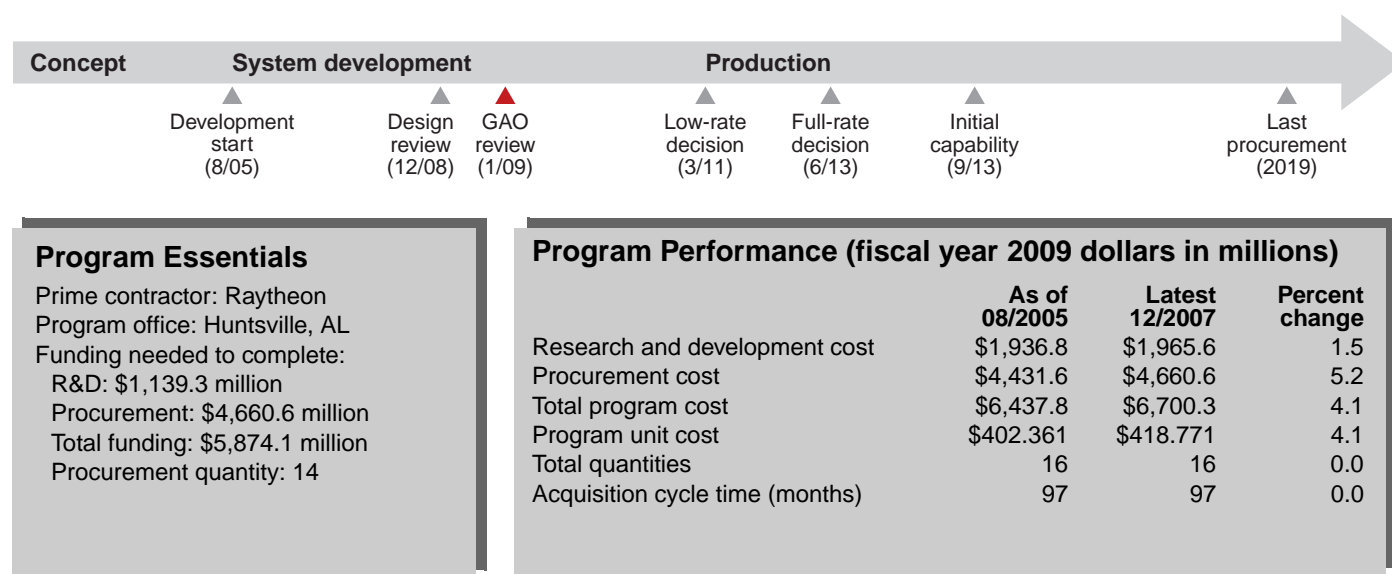 Concept System development Production
Development start (8/05)
Design review (12/08)
GAO review (1/09)
Low-rate decision (3/11)
Full-rate decision (6/13)
Initial capability (9/13)
Last procurement (2019)
Program Essentials
Prime contractor: Raytheon
Program office: Huntsville, AL
Funding needed to complete:
R&D: $1,139.3 million
Procurement: $4,660.6 million
Total funding: $5,874.1 million
Procurement quantity: 14
Program Performance (fiscal year 2009 dollars in millions)
As of Latest Percent
08/2005 12/2007 change
Research and development cost $1,936.8 $1,965.6 1.5
Procurement cost $4,431.6 $4,660.6 5.2
Total program cost $6,437.8 $6,700.3 4.1
Program unit cost $402.361 $418.771 4.1
Total quantities 16 16 0.0
Acquisition cycle time (months) 97 97 0.0